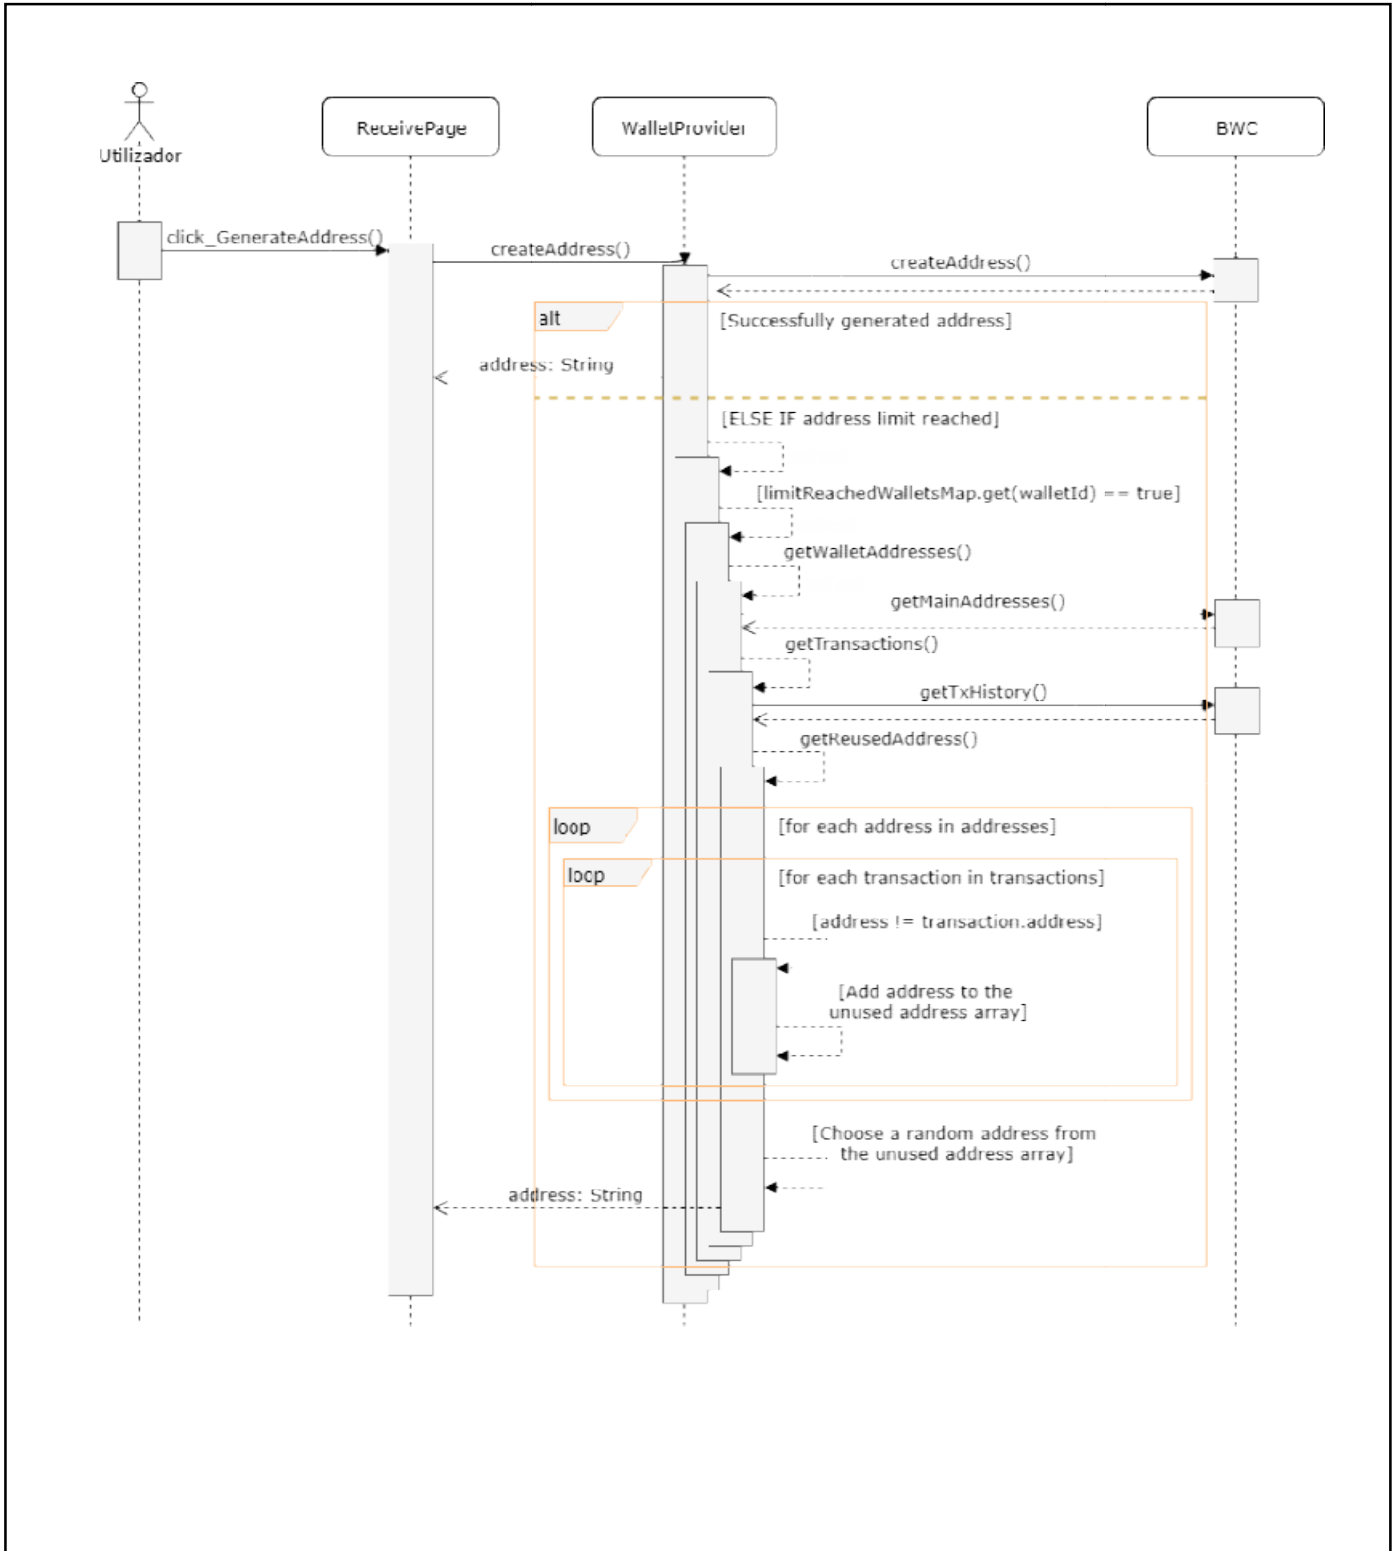 Utilizador
ReceivePage
WalletProvider
BWC
click_GenerateAddress()
createAddress()
createAddress()
alt
[Successfully generated address]
address: String
[ELSE IF address limit reached]
[limitReachedWalletsMap.get(walletId) == true]
getWalletAddresses()
getMainAddresses()
getTransactions()
getTxHistory()
getReusedAddress()
loop
[for each address in addresses]
loop
[for each transaction in transactions]
[address != transaction.address]
[Add address to the
unused address array]
[Choose a random address from
the unused address array]
address: String